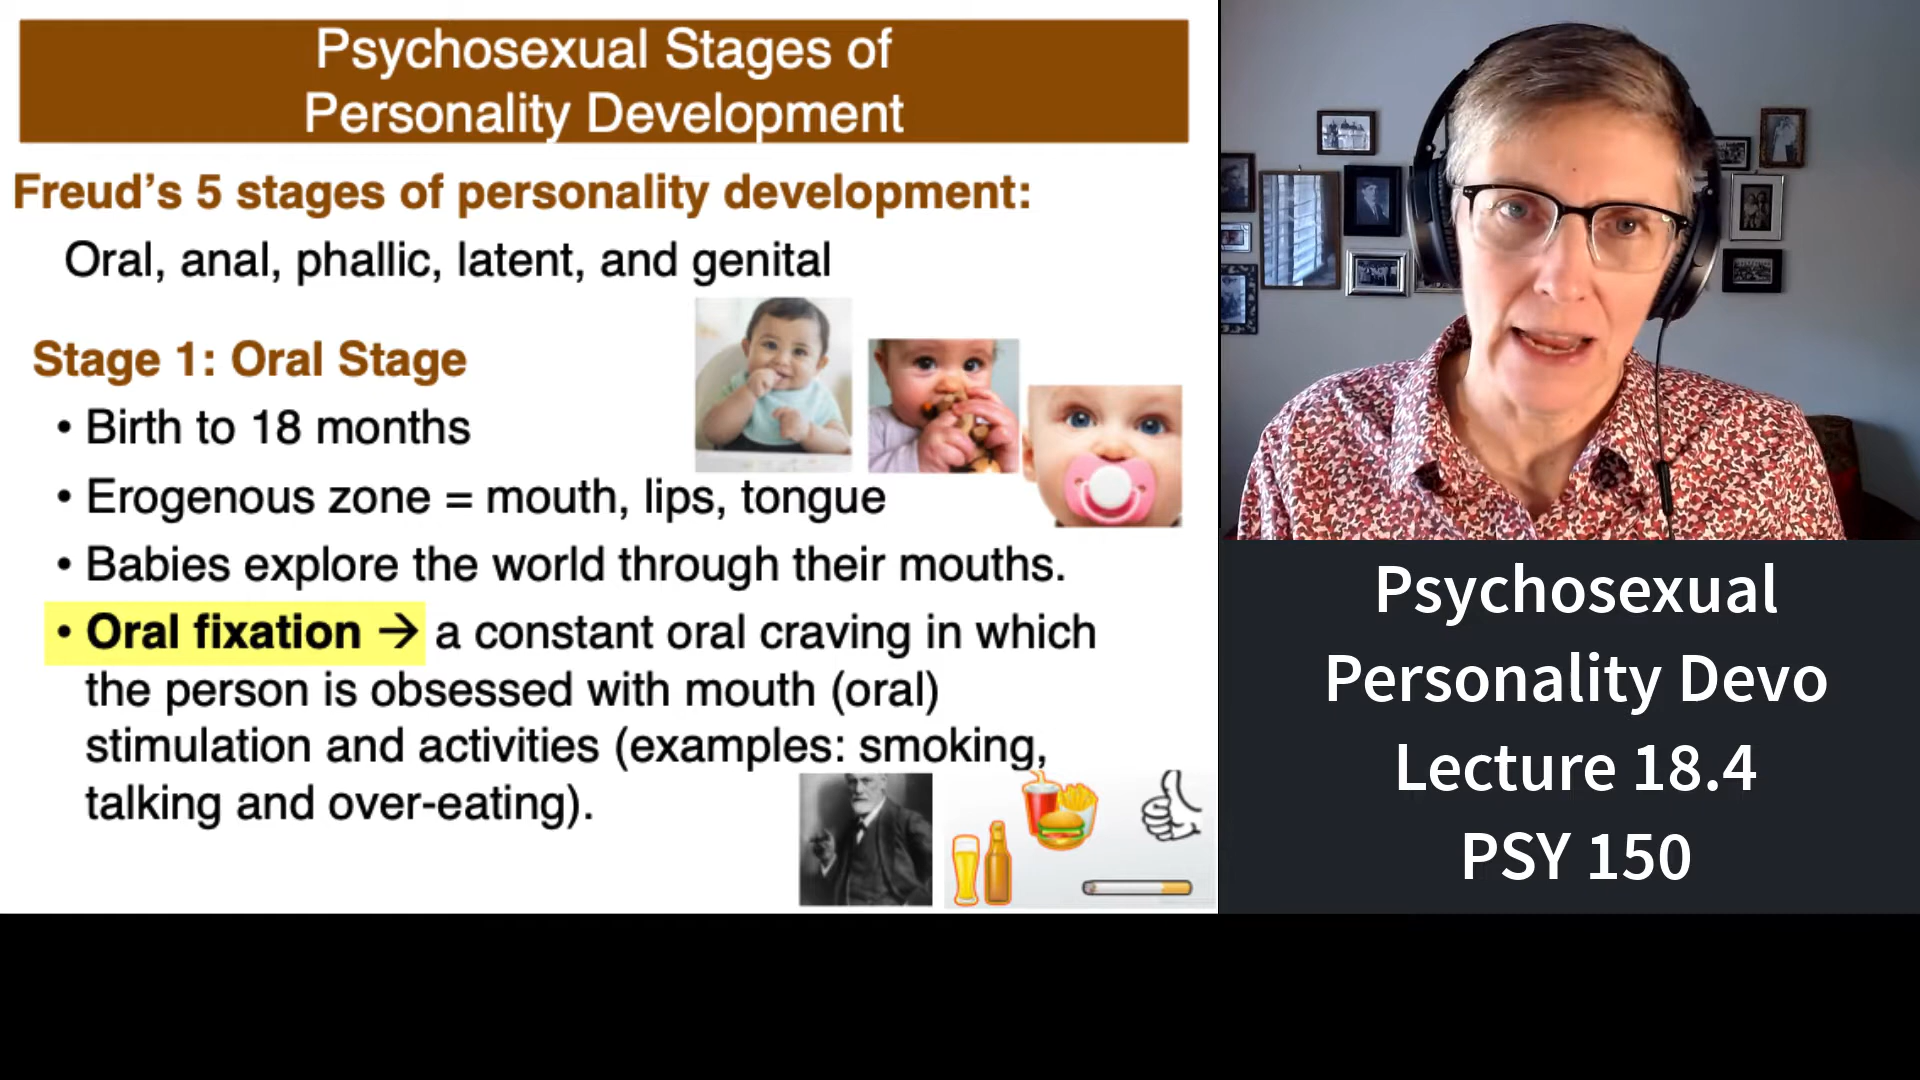 Psychosexual Stages of
Personality Development
Freud’s 5 stages of personality development:
Oral, anal, phallic, latent, and genital
Stage 1: Oral Stage
• Birth to 18 months
• Erogenous zone = mouth, lips, tongue
• Babies explore the world through their mouths.
• Oral fixation → a constant oral craving in which
the person is obsessed with mouth (oral)
stimulation and activities (examples: smoking,
talking and over-eating).
Psychosexual
Personality Devo
Lecture 18.4
PSY 150